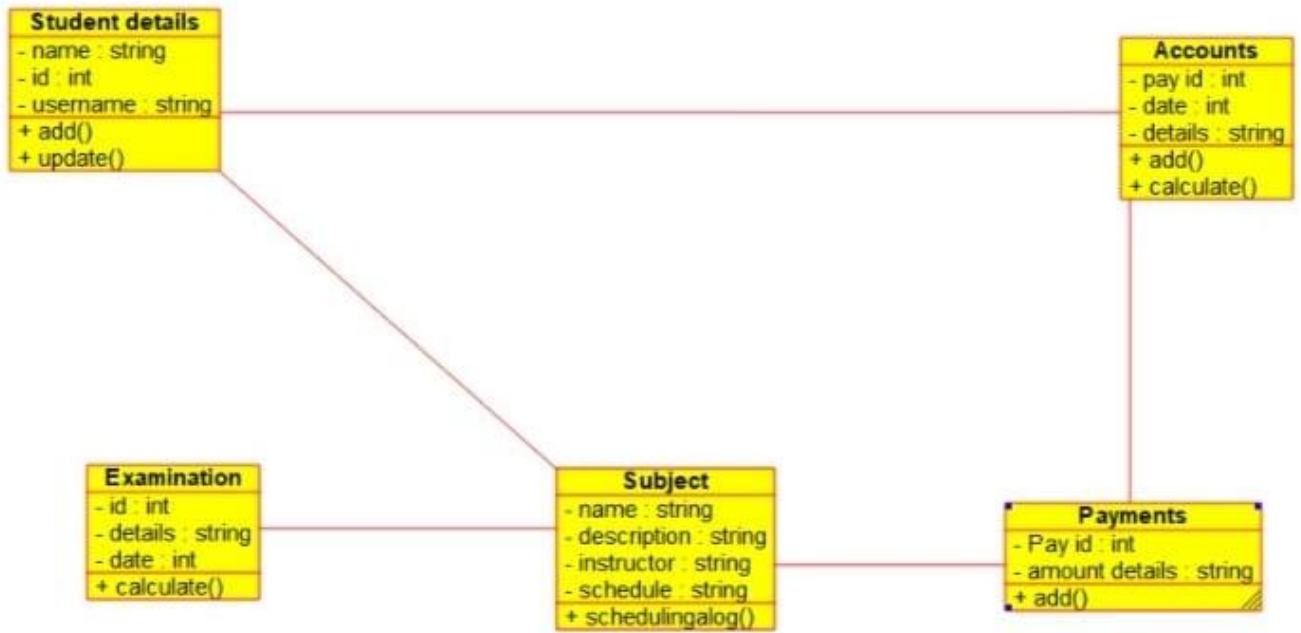 Student details
- name : string
- id : int
- username : string
+ add()
+ update()
Accounts
- pay id : int
- date : int
- details : string
+ add()
+ calculate()
Examination
- id : int
- details : string
- date : int
+ calculate()
Subject
- name : string
- description : string
- instructor : string
- schedule : string
+ schedulingalog()
Payments
- Pay id : int
- amount details : string
+ add()